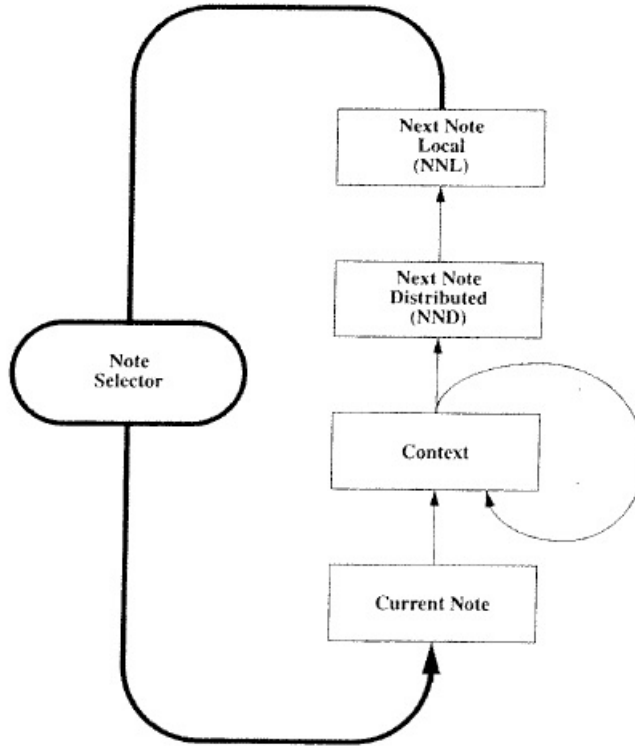 Next Note
Local
(NNL)
Next Note
Distributed
(NND)
Note
Selector
Context
Current Note